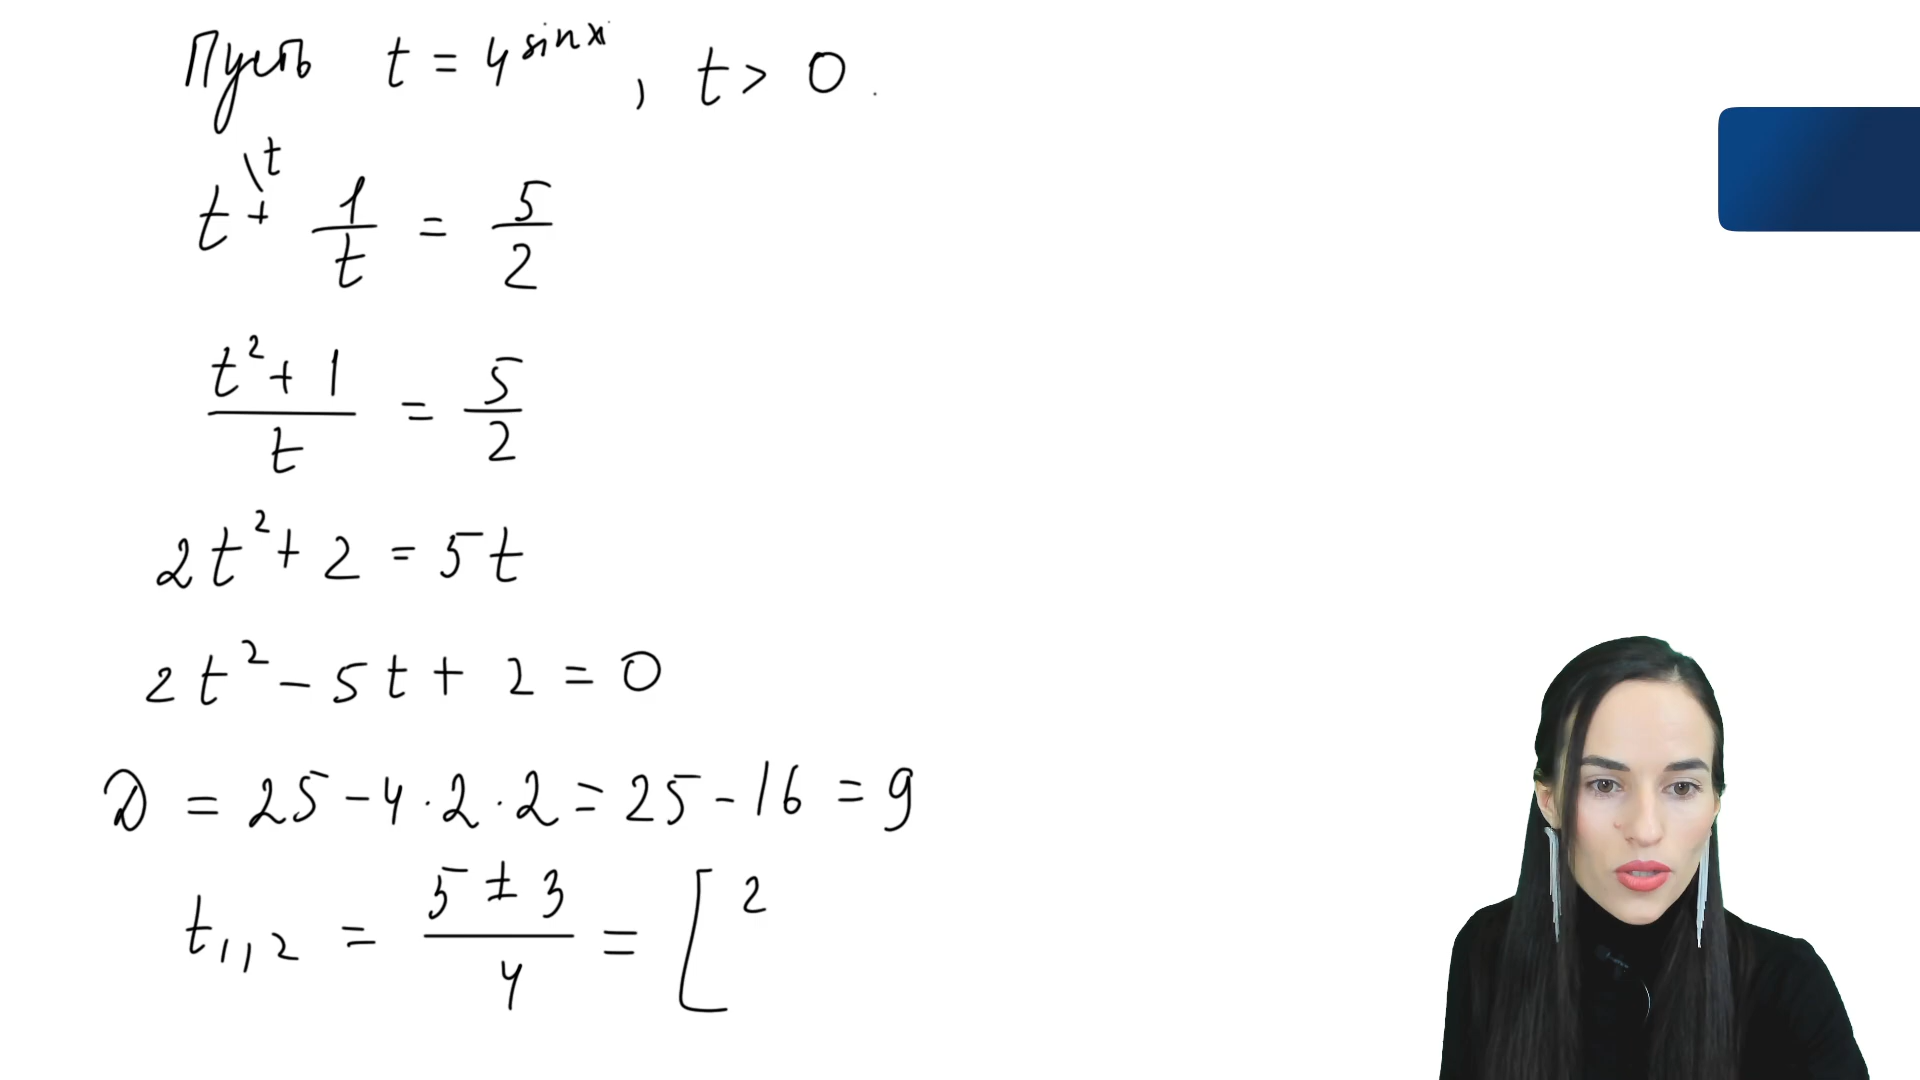 Пусть t = 4^sinx, t > 0.
t\t + 1/t = 5/2
(t² + 1)/t = 5/2
2t² + 2 = 5t
2t² - 5t + 2 = 0
D = 25 - 4·2·2 = 25 - 16 = 9
t₁,₂ = (5 ± 3)/4 = [ 2